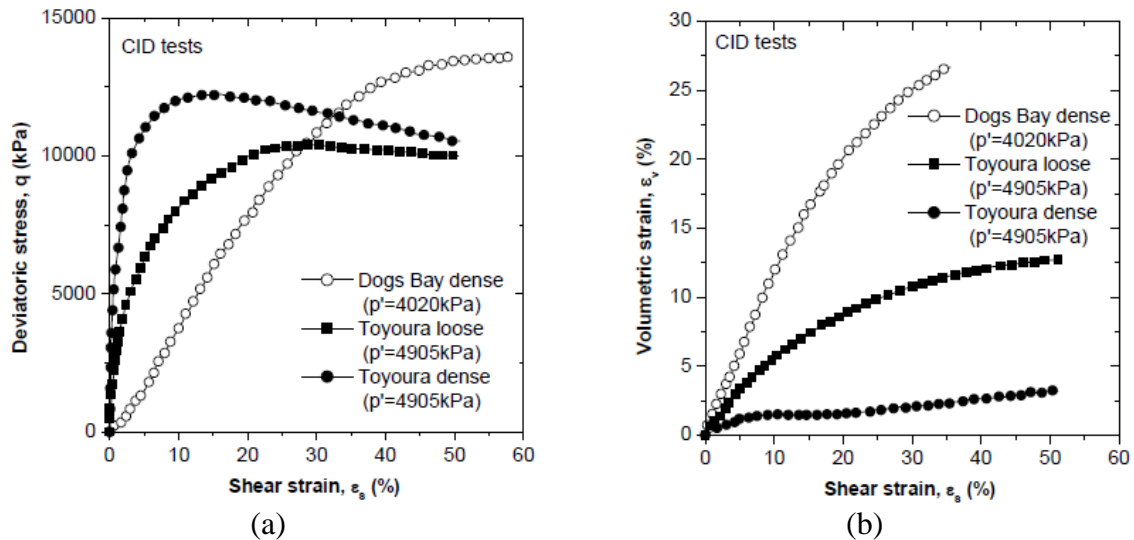 CID tests
15000
10000
5000
0
0 10 20 30 40 50 60
Deviatoric stress, q (kPa)
Shear strain, εs (%)
Dogs Bay dense
(p'=4020kPa)
Toyoura loose
(p'=4905kPa)
Toyoura dense
(p'=4905kPa)
(a)
CID tests
30
25
20
15
10
5
0
0 10 20 30 40 50 60
Volumetric strain, εv (%)
Shear strain, εs (%)
Dogs Bay dense
(p'=4020kPa)
Toyoura loose
(p'=4905kPa)
Toyoura dense
(p'=4905kPa)
(b)